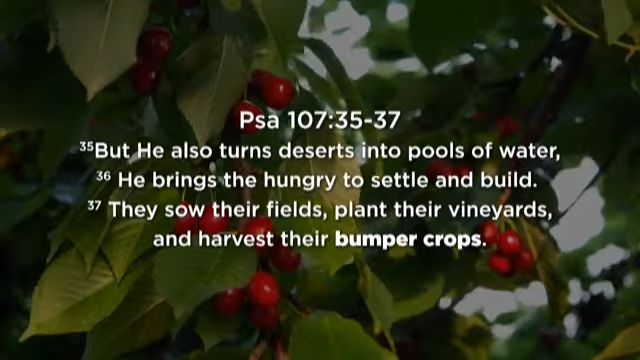 Psa 107:35-37
³⁵But He also turns deserts into pools of water,
³⁶ He brings the hungry to settle and build.
³⁷ They sow their fields, plant their vineyards,
and harvest their bumper crops.